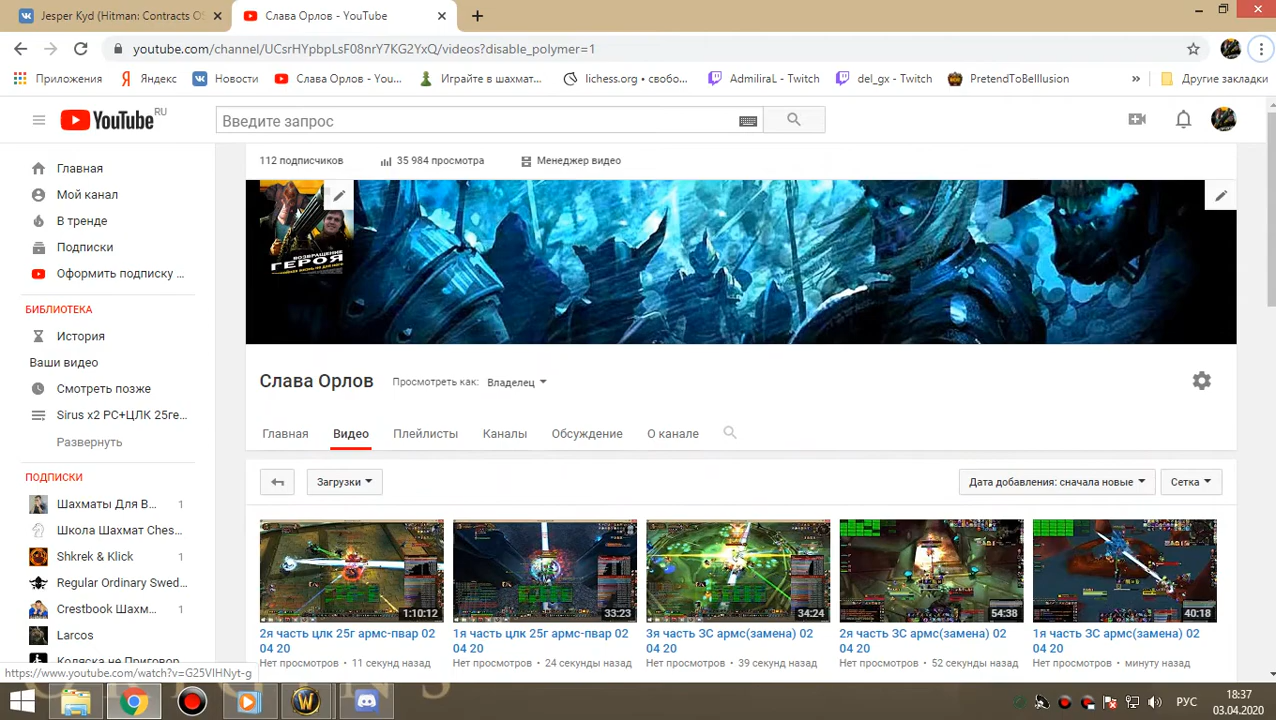 Jesper Kyd (Hitman: Contracts OS
Слава Орлов - YouTube
youtube.com/channel/UCsrHYpbpLsF08nrY7KG2YxQ/videos?disable_polymer=1
Приложения
Яндекс
Новости
Слава Орлов - You...
Играйте в шахмат...
lichess.org • свобо...
AdmiiraL - Twitch
del_gx - Twitch
PretendToBeIllusion
»
Другие закладки
YouTube RU
Введите запрос
112 подписчиков
35 984 просмотра
Менеджер видео
Главная
Мой канал
В тренде
Подписки
Оформить подписку ...
БИБЛИОТЕКА
История
Ваши видео
Смотреть позже
Sirus x2 РС+ЦЛК 25ге...
Развернуть
ПОДПИСКИ
Шахматы Для В... 1
Школа Шахмат Ches...
Shkrek & Klick 1
Regular Ordinary Swed...
Crestbook Шахм... 1
Larcos
Коляска не Приговор
https://www.youtube.com/watch?v=G25VIHNyt-g
ВОЗВРАЩЕНИЕ
ГЕРОЯ
Слава Орлов
Просмотреть как: Владелец
Главная
Видео
Плейлисты
Каналы
Обсуждение
О канале
Загрузки
Дата добавления: сначала новые
Сетка
1:10:12
33:23
34:24
54:38
40:18
2я часть цлк 25г армс-пвар 02
04 20
Нет просмотров • 11 секунд назад
1я часть цлк 25г армс-пвар 02
04 20
Нет просмотров • 24 секунды назад
3я часть ЗС армс(замена) 02
04 20
Нет просмотров • 39 секунд назад
2я часть ЗС армс(замена) 02
04 20
Нет просмотров • 52 секунды назад
1я часть ЗС армс(замена) 02
04 20
Нет просмотров • минуту назад
РУС
18:37
03.04.2020